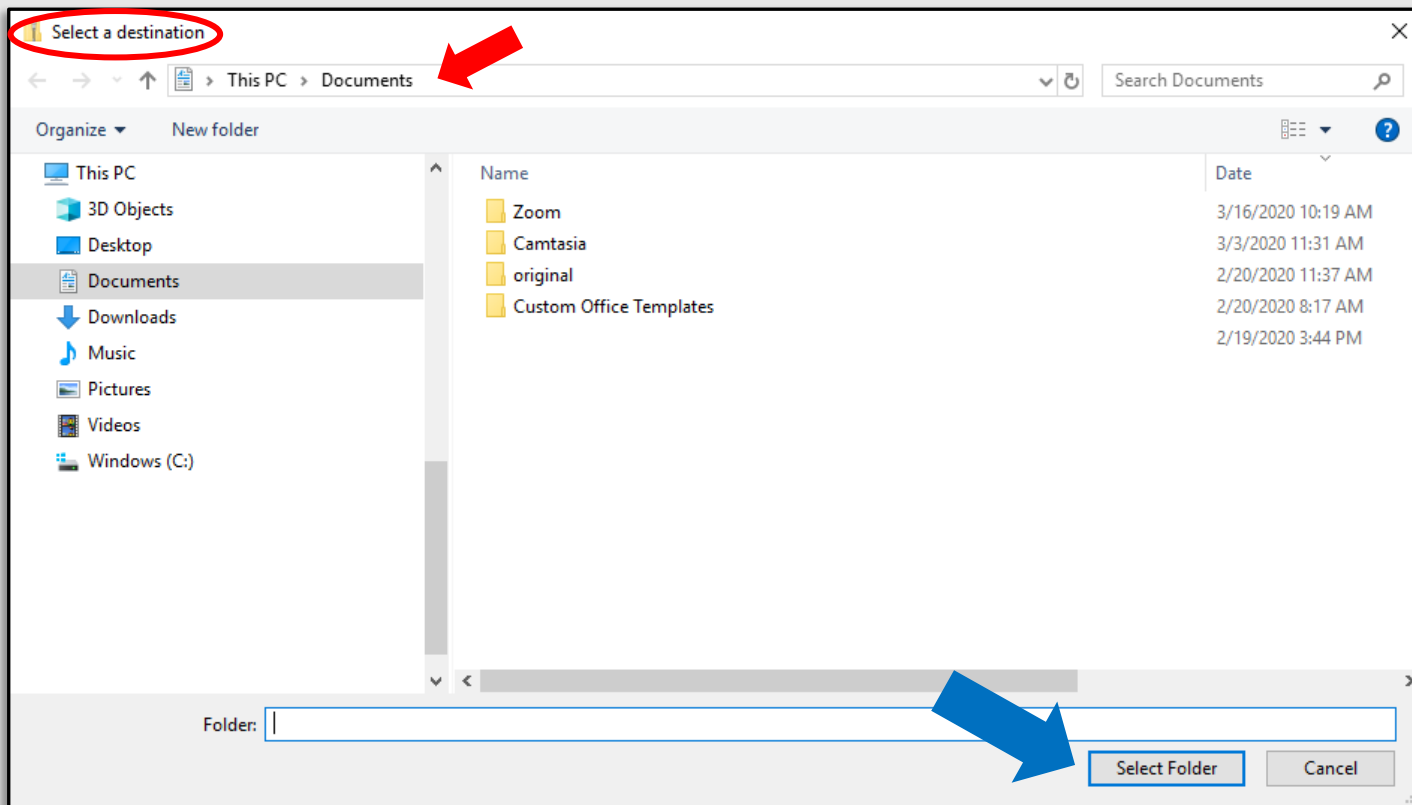 Select a destination
This PC > Documents
Search Documents
Organize
New folder
?
This PC
3D Objects
Desktop
Documents
Downloads
Music
Pictures
Videos
Windows (C:)
Name Date
Zoom 3/16/2020 10:19 AM
Camtasia 3/3/2020 11:31 AM
original 2/20/2020 11:37 AM
Custom Office Templates 2/20/2020 8:17 AM
2/19/2020 3:44 PM
Folder:
Select Folder
Cancel